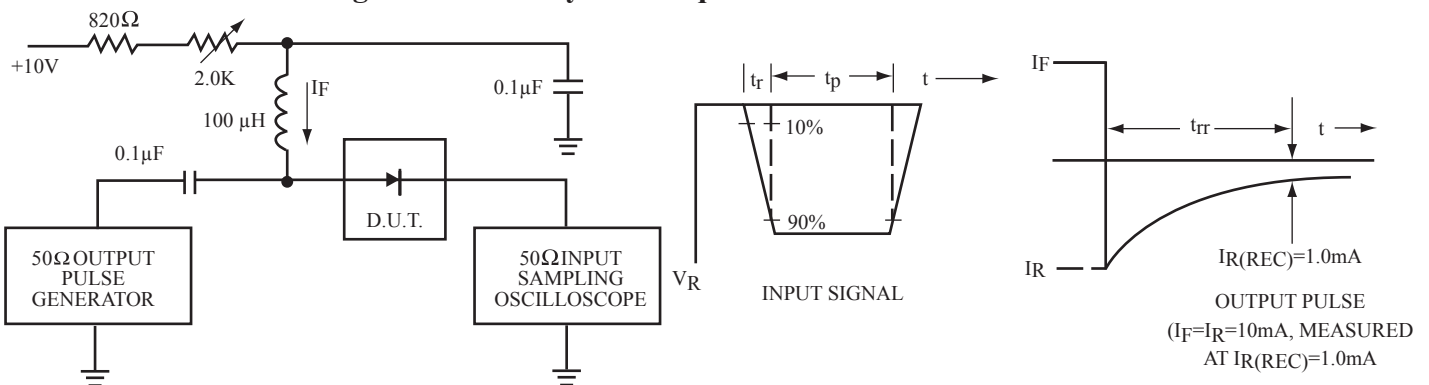 820Ω
+10V
2.0K
IF
100 µH
0.1µF
0.1µF
D.U.T.
50Ω OUTPUT
PULSE
GENERATOR
50Ω INPUT
SAMPLING
OSCILLOSCOPE
tr
tp
t
10%
90%
VR
INPUT SIGNAL
IF
trr
t
IR
IR(REC)=1.0mA
OUTPUT PULSE
(IF=IR=10mA, MEASURED
AT IR(REC)=1.0mA